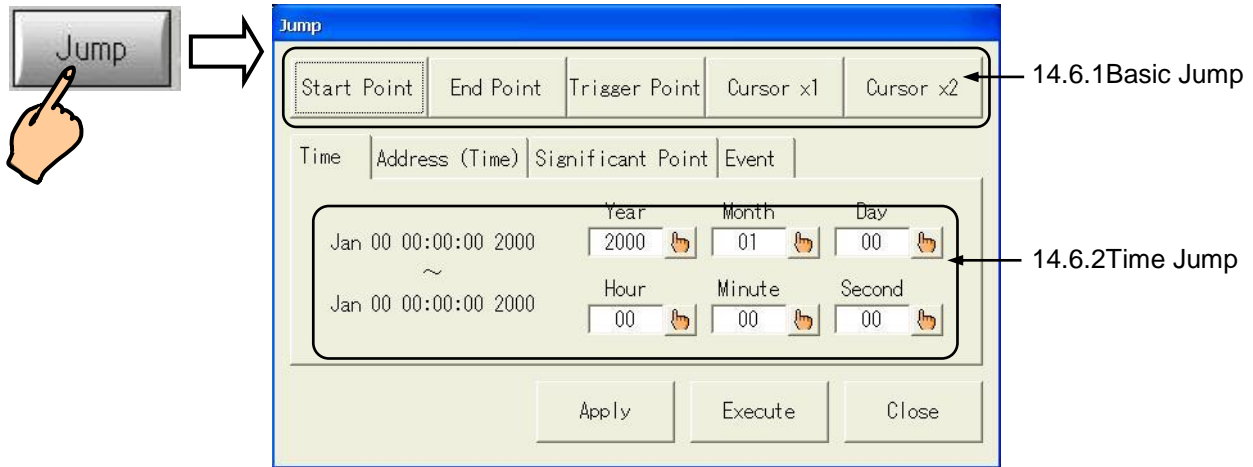 Jump
Jump
Start Point End Point Trigger Point Cursor x1 Cursor x2
14.6.1Basic Jump
Time Address (Time) Significant Point Event
Year Month Day
Jan 00 00:00:00 2000 2000 01 00
～
14.6.2Time Jump
Hour Minute Second
Jan 00 00:00:00 2000 00 00 00
Apply Execute Close